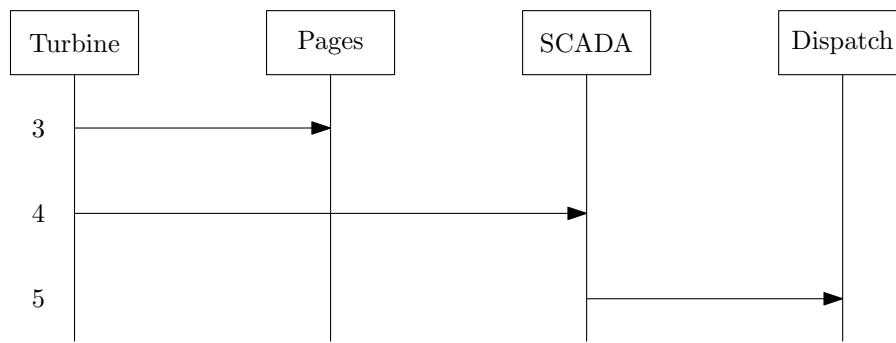 Turbine
Pages
SCADA
Dispatch
3
4
5